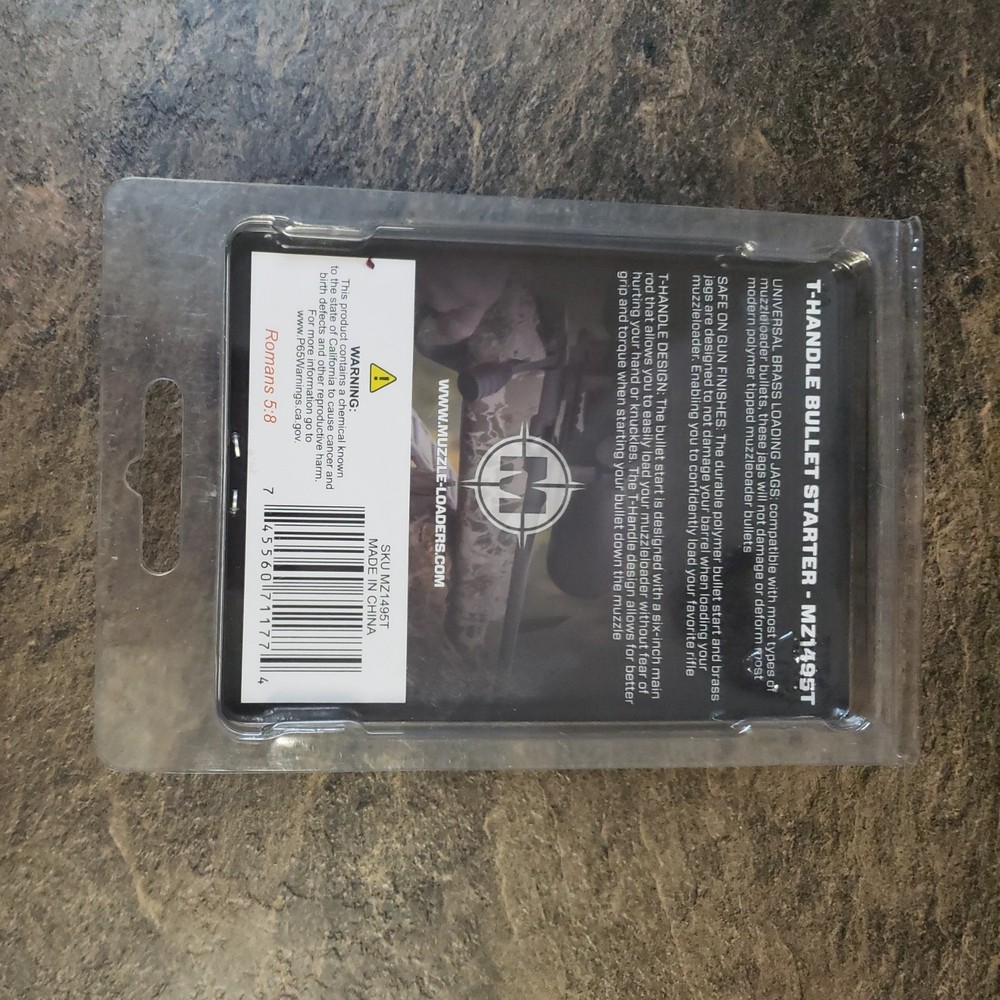 T-HANDLE BULLET STARTER - MZ1495T
UNIVERSAL BRASS LOADING JAGS: compatible with most types of
muzzleloader bullets, these jags will not damage or deform most
modern polymer tipped muzzleloader bullets
SAFE ON GUN FINISHES: The durable polymer bullet start and brass
jags are designed to not damage your barrel when loading your
muzzleloader. Enabling you to confidently load your favorite rifle
T-HANDLE DESIGN: The bullet start is designed with a six-inch main
rod that allows you to easily load your muzzleloader without fear of
hurting your hand or knuckles. The T-Handle design allows for better
grip and torque when starting your bullet down the muzzle
WWW.MUZZLE-LOADERS.COM
WARNING:
This product contains a chemical known
to the state of California to cause cancer and
birth defects and other reproductive harm.
For more information go to
www.P65Warnings.ca.gov.
Romans 5:8
SKU MZ1495T
MADE IN CHINA
7 45560 71177 4